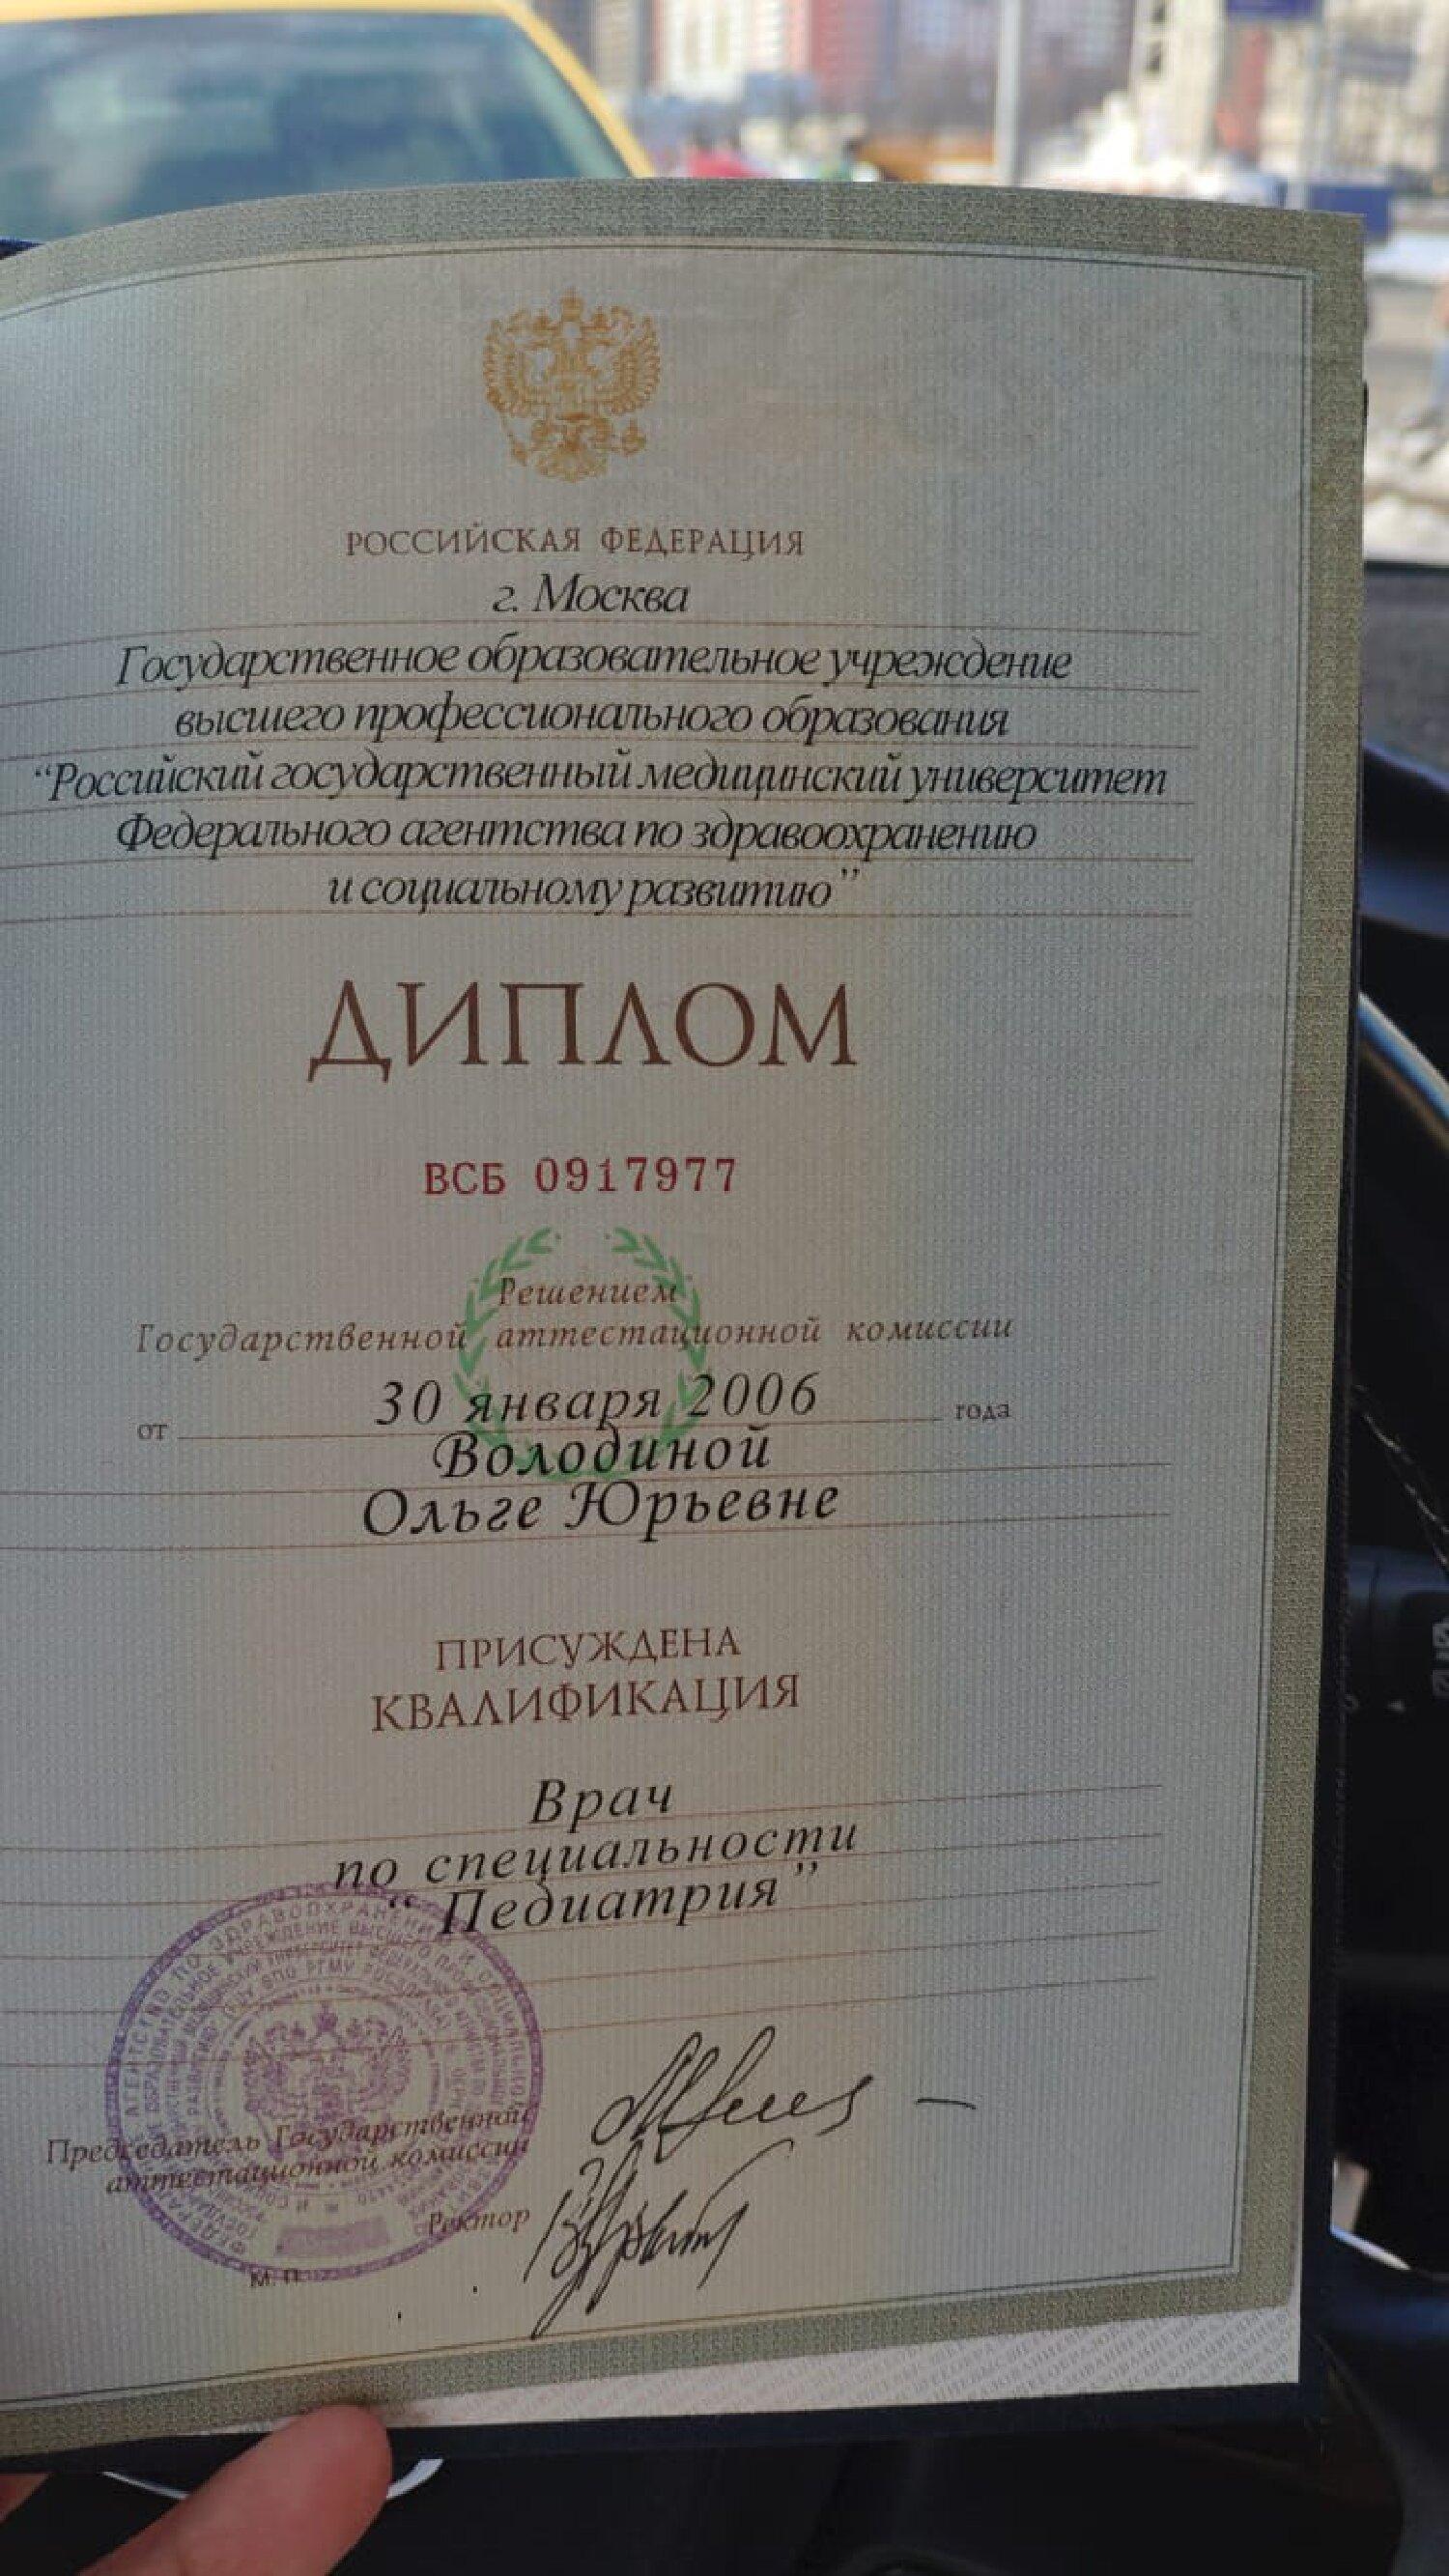 РОССИЙСКАЯ ФЕДЕРАЦИЯ
г. Москва
Государственное образовательное учреждение
высшего профессионального образования
“Российский государственный медицинский университет
Федерального агентства по здравоохранению
и социальному развитию”
ДИПЛОМ
ВСБ 0917977
Решением
Государственной аттестационной комиссии
от 30 января 2006 года
Володиной
Ольге Юрьевне
ПРИСУЖДЕНА
КВАЛИФИКАЦИЯ
Врач
по специальности
“ Педиатрия ”
Председатель Государственной
аттестационной комиссии
Ректор
М. П.